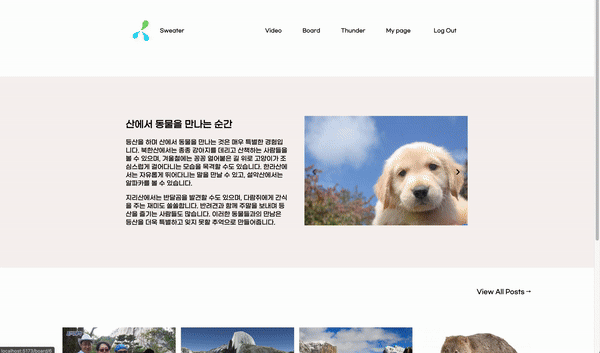 Sweater
Video
Board
Thunder
My page
Log Out
산에서 동물을 만나는 순간
등산을 하며 산에서 동물을 만나는 것은 매우 특별한 경험입
니다. 북한산에서는 종종 강아지를 데리고 산책하는 사람들을
볼 수 있으며, 겨울철에는 꽁꽁 얼어붙은 길 위로 고양이가 조
심스럽게 걸어다니는 모습을 목격할 수도 있습니다. 한라산에
서는 자유롭게 뛰어다니는 말을 만날 수 있고, 설악산에서는
알파카를 볼 수 있습니다.
지리산에서는 반달곰을 발견할 수도 있으며, 다람쥐에게 간식
을 주는 재미도 쏠쏠합니다. 반려견과 함께 주말을 보내며 등
산을 즐기는 사람들도 많습니다. 이러한 동물들과의 만남은
등산을 더욱 특별하고 잊지 못할 추억으로 만들어줍니다.
View All Posts→
localhost:5173/board/6